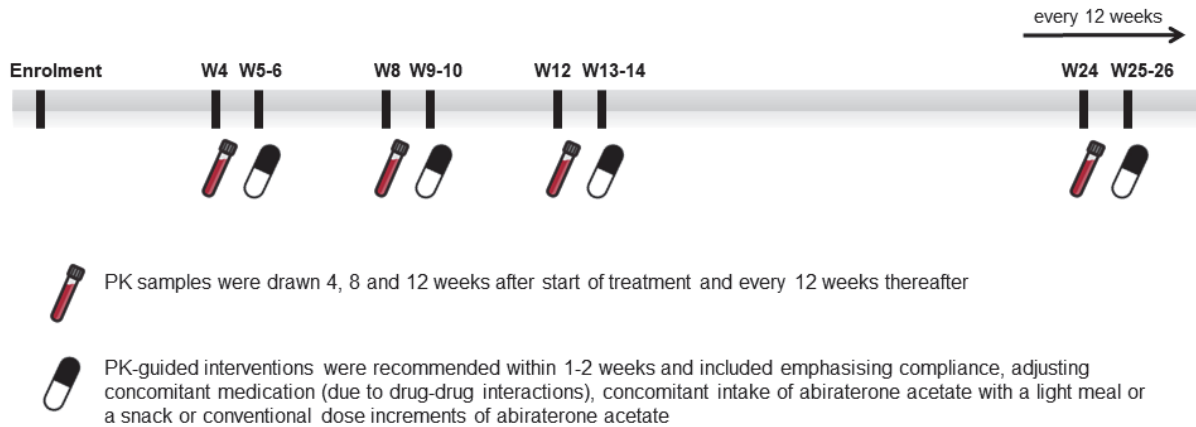 every 12 weeks
Enrolment W4 W5-6 W8 W9-10 W12 W13-14 W24 W25-26
PK samples were drawn 4, 8 and 12 weeks after start of treatment and every 12 weeks thereafter
PK-guided interventions were recommended within 1-2 weeks and included emphasising compliance, adjusting
concomitant medication (due to drug-drug interactions), concomitant intake of abiraterone acetate with a light meal or
a snack or conventional dose increments of abiraterone acetate